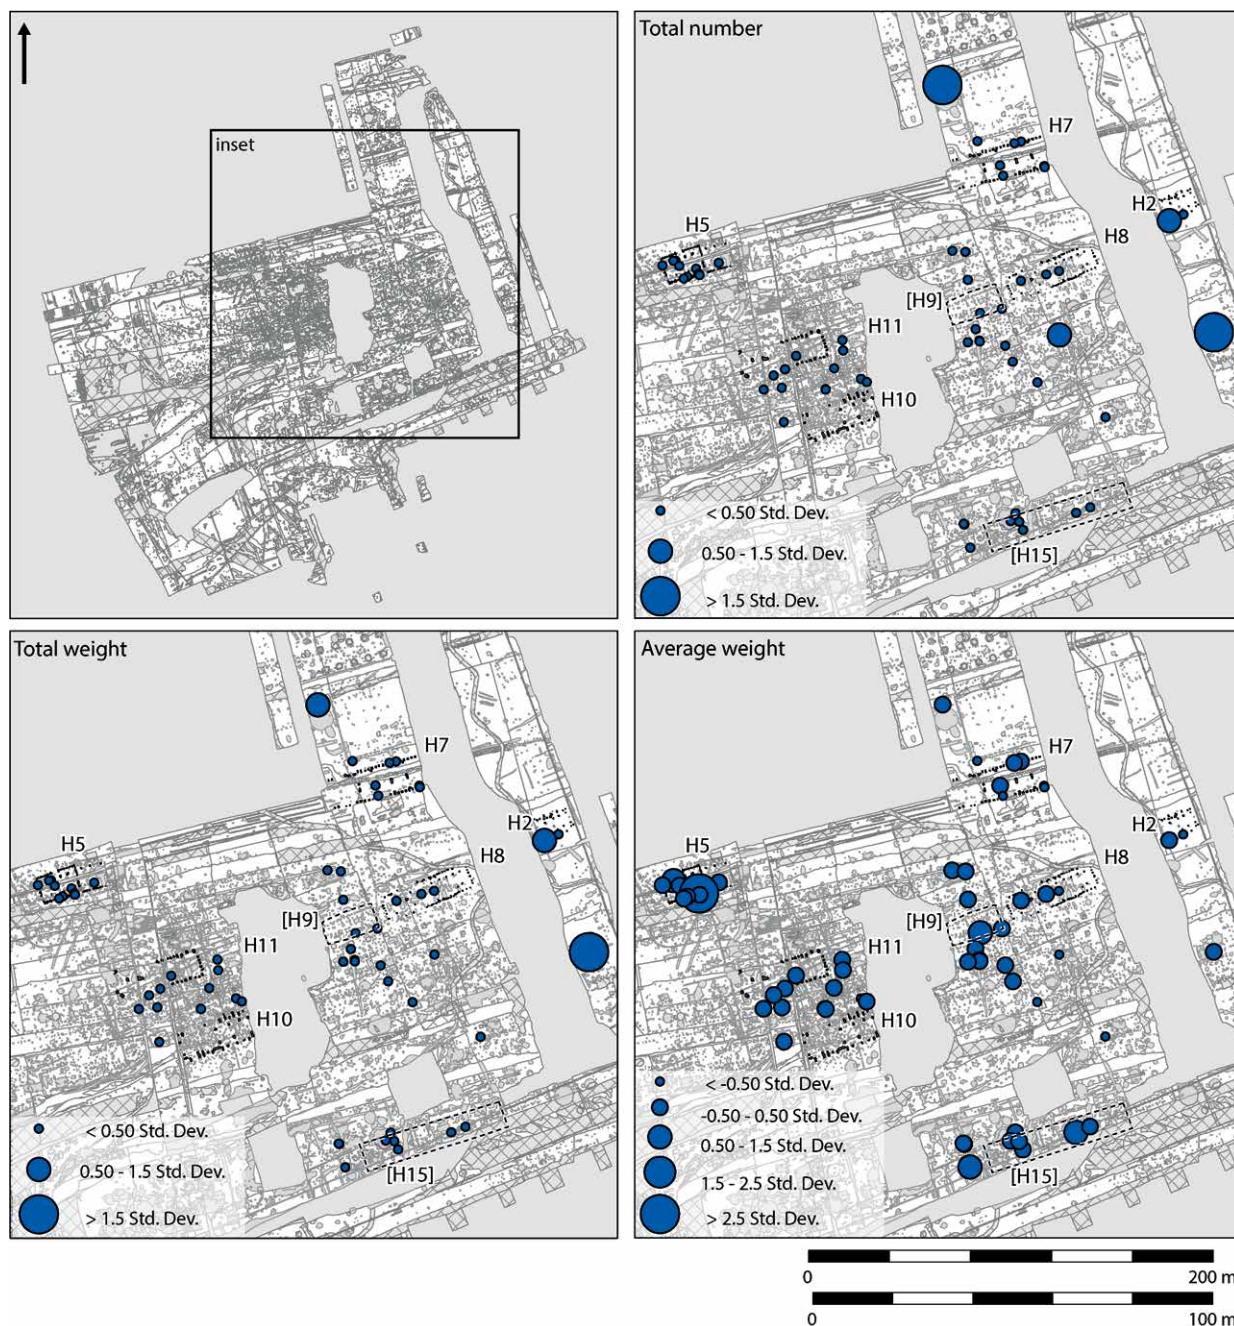 inset
Total number
H7
H2
H5
H8
[H9]
H11
H10
< 0.50 Std. Dev.
0.50 - 1.5 Std. Dev.
[H15]
> 1.5 Std. Dev.
Total weight
H7
H2
H5
H8
[H9]
H11
H10
< 0.50 Std. Dev.
0.50 - 1.5 Std. Dev.
[H15]
> 1.5 Std. Dev.
Average weight
H7
H2
H5
H8
[H9]
H11
H10
< -0.50 Std. Dev.
-0.50 - 0.50 Std. Dev.
0.50 - 1.5 Std. Dev.
[H15]
1.5 - 2.5 Std. Dev.
> 2.5 Std. Dev.
0 200 m
0 100 m